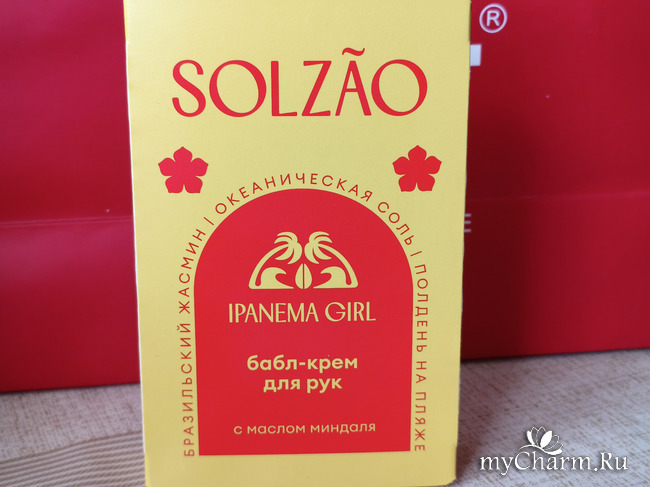 ®
SOLZÃO
БРАЗИЛЬСКИЙ ЖАСМИН | ОКЕАНИЧЕСКАЯ СОЛЬ | ПОЛДЕНЬ НА ПЛЯЖЕ
IPANEMA GIRL
бабл-крем
для рук
с маслом миндаля
myCharm.Ru